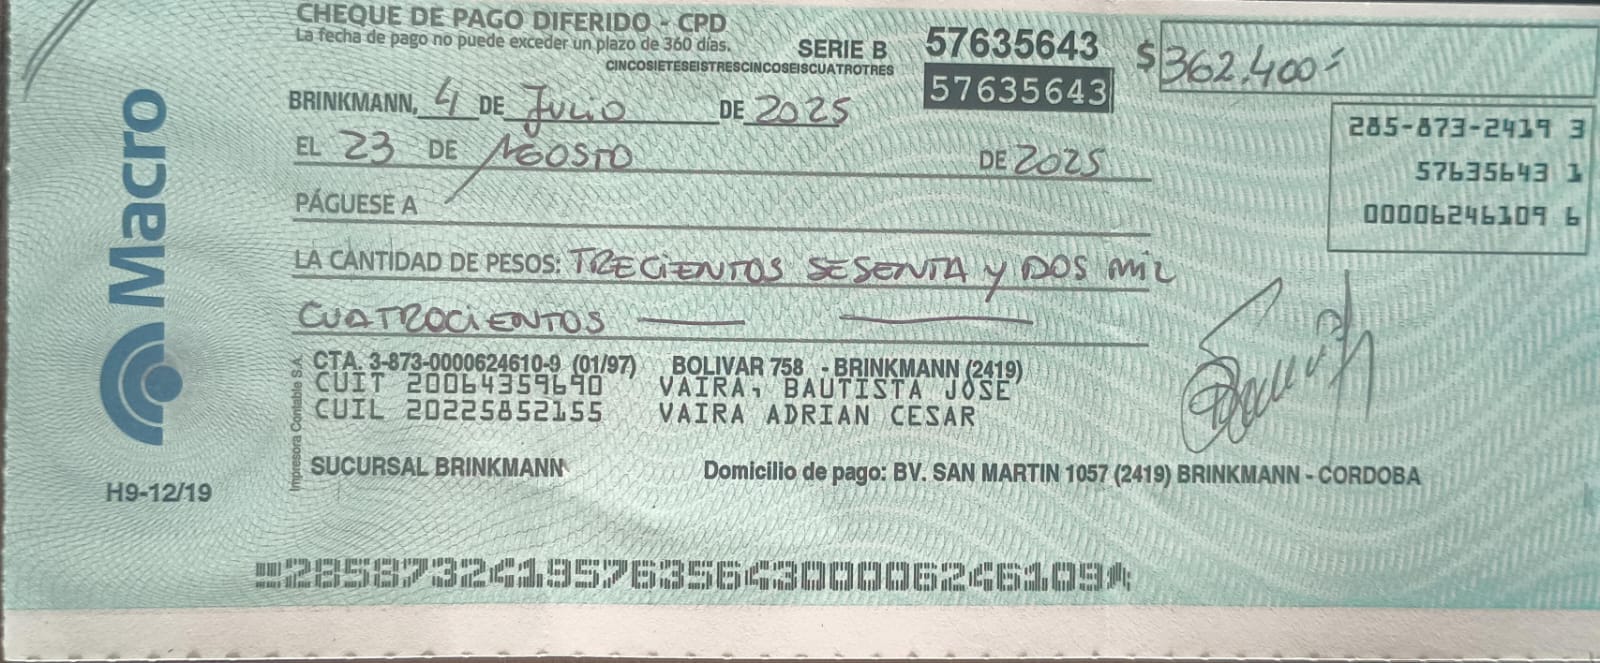 CHEQUE DE PAGO DIFERIDO - CPD
La fecha de pago no puede exceder un plazo de 360 días.
SERIE B 57635643
CINCOSIETESEISTRESCINCOSEISCUATROTRES
57635643
$ 362.400=
BRINKMANN, 4 DE Julio DE 2025
285-873-2419 3
EL 23 DE AGOSTO DE 2025
57635643 1
PÁGUESE A
00006246109 6
LA CANTIDAD DE PESOS: TRECIENTOS SESENTA Y DOS MIL
CUATROCIENTOS
CTA. 3-873-0000624610-9 (01/97) BOLIVAR 758 - BRINKMANN (2419)
CUIT 20064359690 VAIRA, BAUTISTA JOSE
CUIL 20225852155 VAIRA ADRIAN CESAR
SUCURSAL BRINKMANN
Domicilio de pago: BV. SAN MARTIN 1057 (2419) BRINKMANN - CORDOBA
Macro
H9-12/19
Impresora Contable S.A.
28587324195763564300006246109